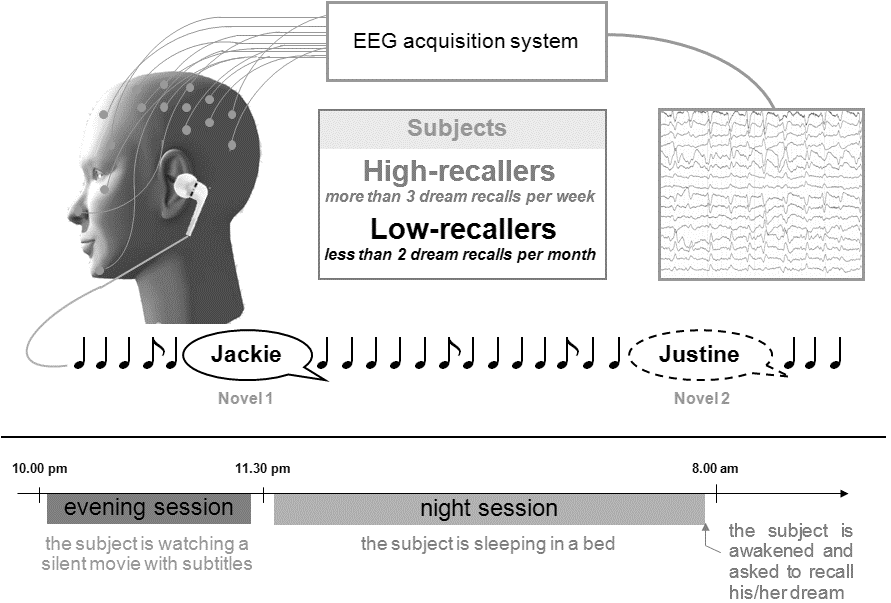 EEG acquisition system
Subjects
High-recallers
more than 3 dream recalls per week
Low-recallers
less than 2 dream recalls per month
Jackie
Justine
Novel 1
Novel 2
10.00 pm
11.30 pm
8.00 am
evening session
night session
the subject is watching a
silent movie with subtitles
the subject is sleeping in a bed
the subject is
awakened and
asked to recall
his/her dream